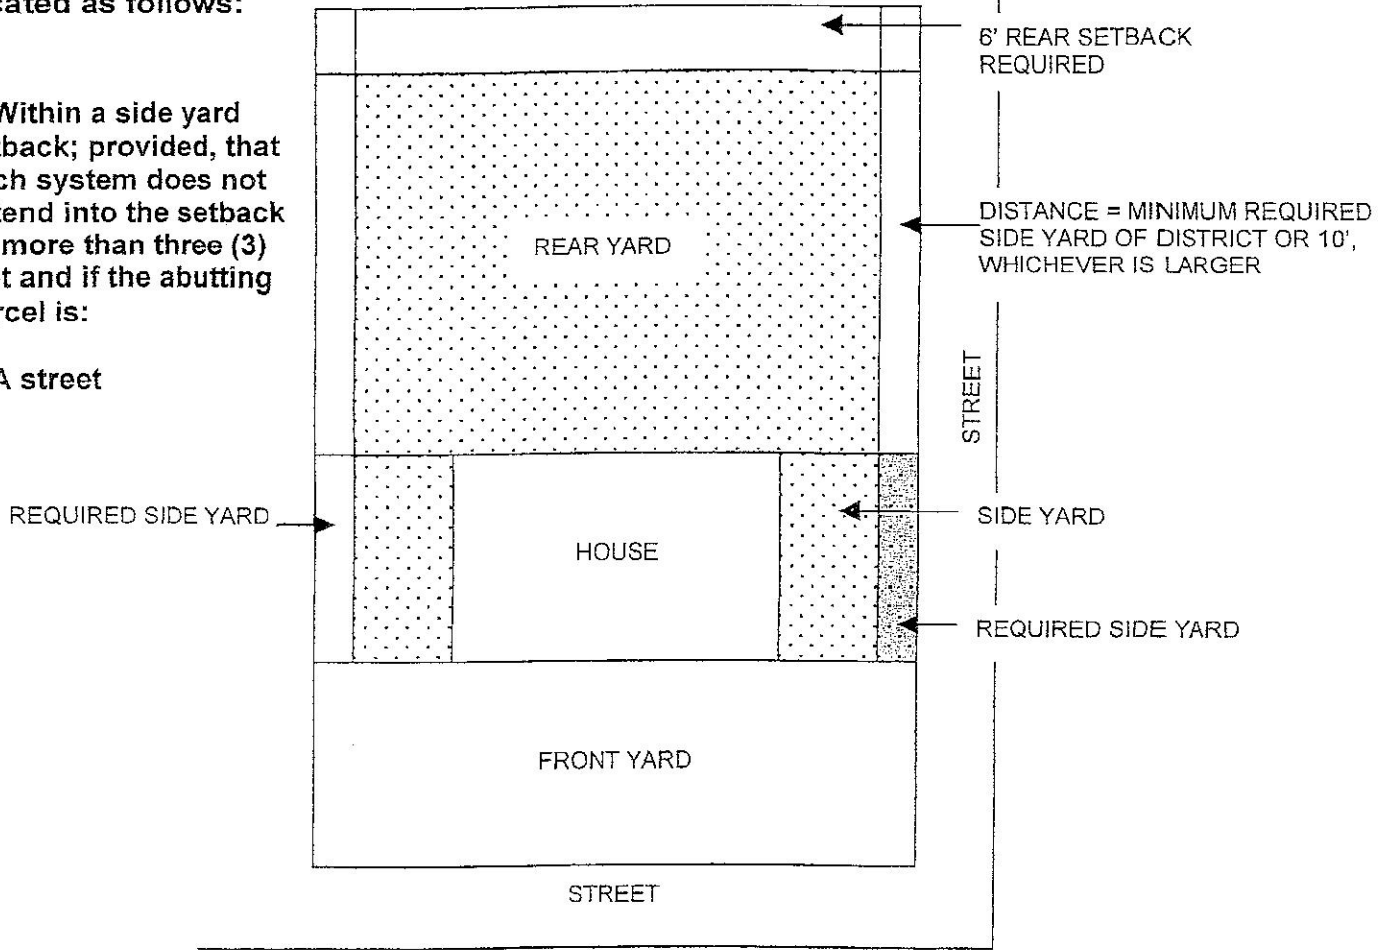 cated as follows:
Within a side yard
back; provided, that
ch system does not
tend into the setback
more than three (3)
t and if the abutting
rcel is:
A street
6' REAR SETBACK
REQUIRED
REAR YARD
DISTANCE = MINIMUM REQUIRED
SIDE YARD OF DISTRICT OR 10',
WHICHEVER IS LARGER
STREET
REQUIRED SIDE YARD
HOUSE
SIDE YARD
REQUIRED SIDE YARD
FRONT YARD
STREET